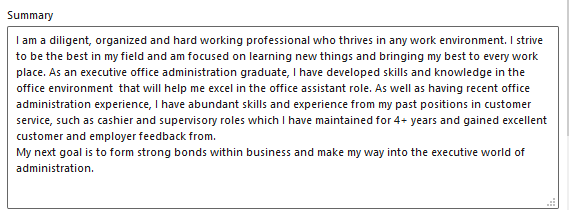 Summary
I am a diligent, organized and hard working professional who thrives in any work environment. I strive
to be the best in my field and am focused on learning new things and bringing my best to every work
place. As an executive office administration graduate, I have developed skills and knowledge in the
office environment  that will help me excel in the office assistant role. As well as having recent office
administration experience, I have abundant skills and experience from my past positions in customer
service, such as cashier and supervisory roles which I have maintained for 4+ years and gained excellent
customer and employer feedback from.
My next goal is to form strong bonds within business and make my way into the executive world of
administration.